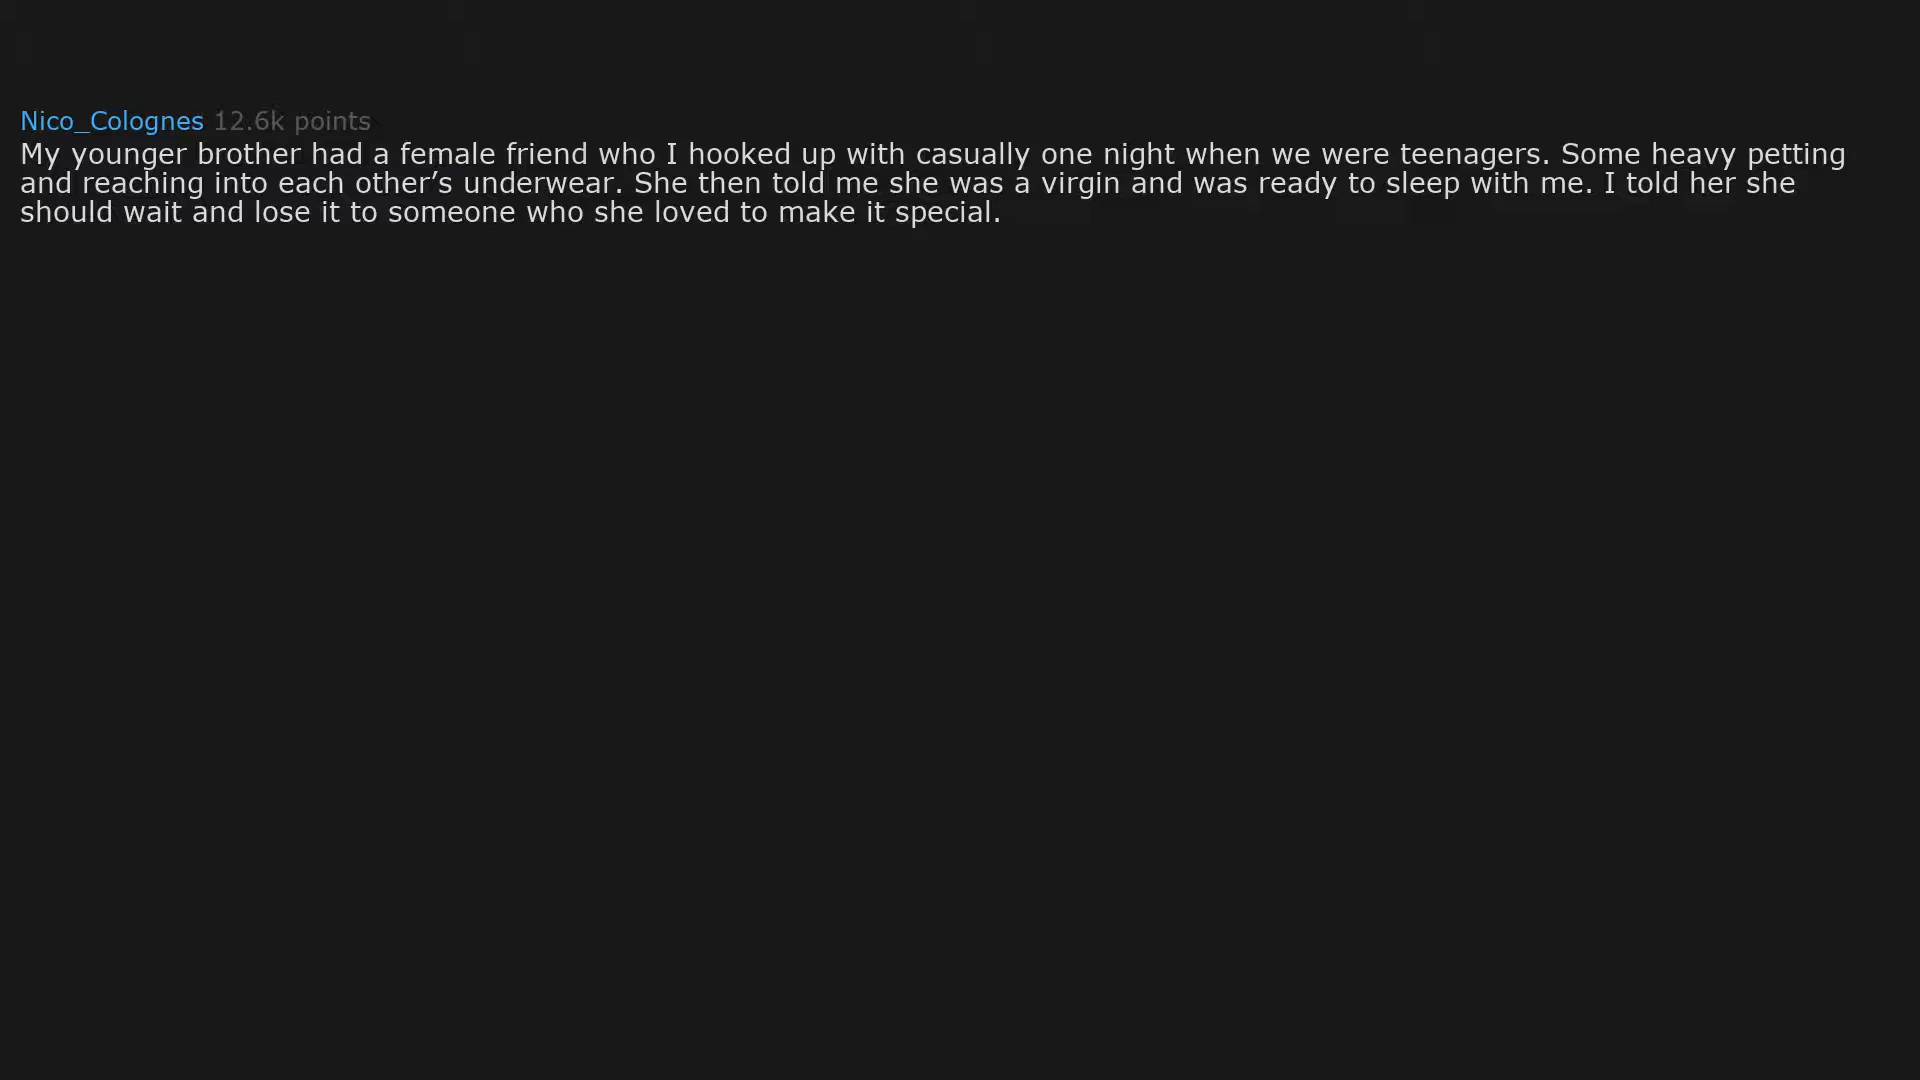 Nico_Colognes 12.6k points
My younger brother had a female friend who I hooked up with casually one night when we were teenagers. Some heavy petting
and reaching into each other’s underwear. She then told me she was a virgin and was ready to sleep with me. I told her she
should wait and lose it to someone who she loved to make it special.